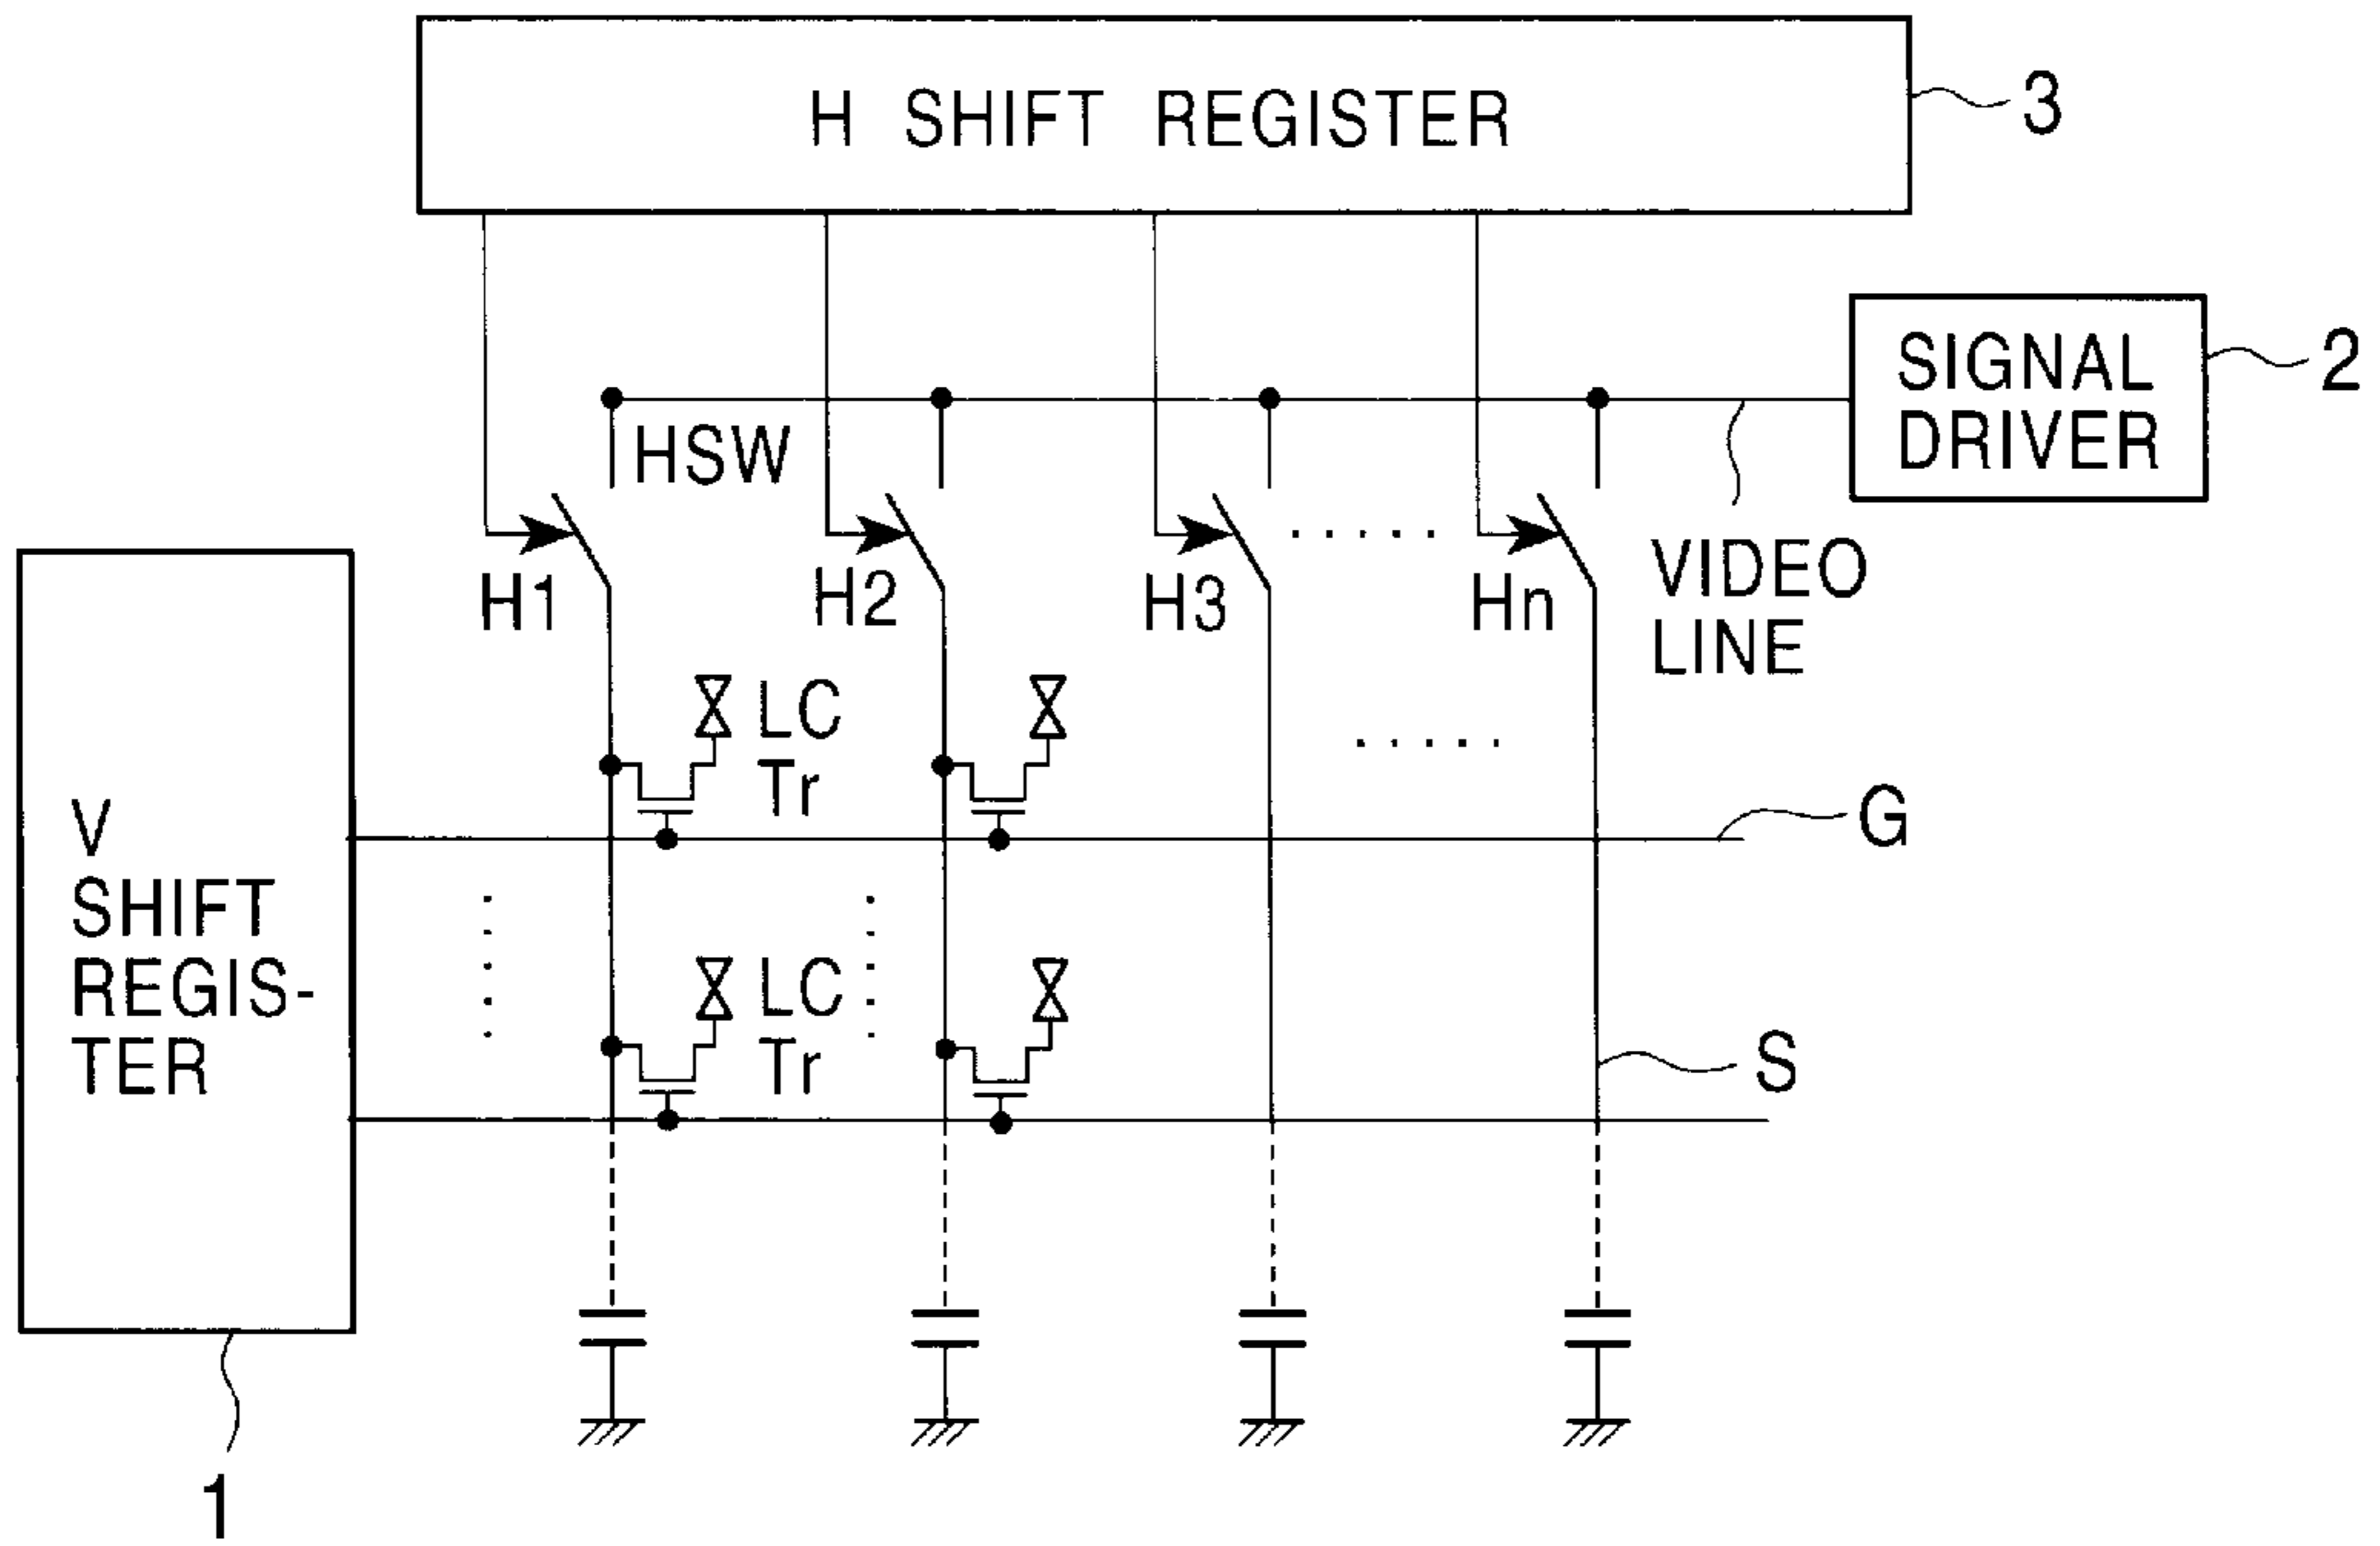 H SHIFT REGISTER
3
SIGNAL
DRIVER
2
HSW
H1
H2
H3
Hn
VIDEO
LINE
LC
Tr
G
V
SHIFT
REGIS-
TER
LC
Tr
S
1